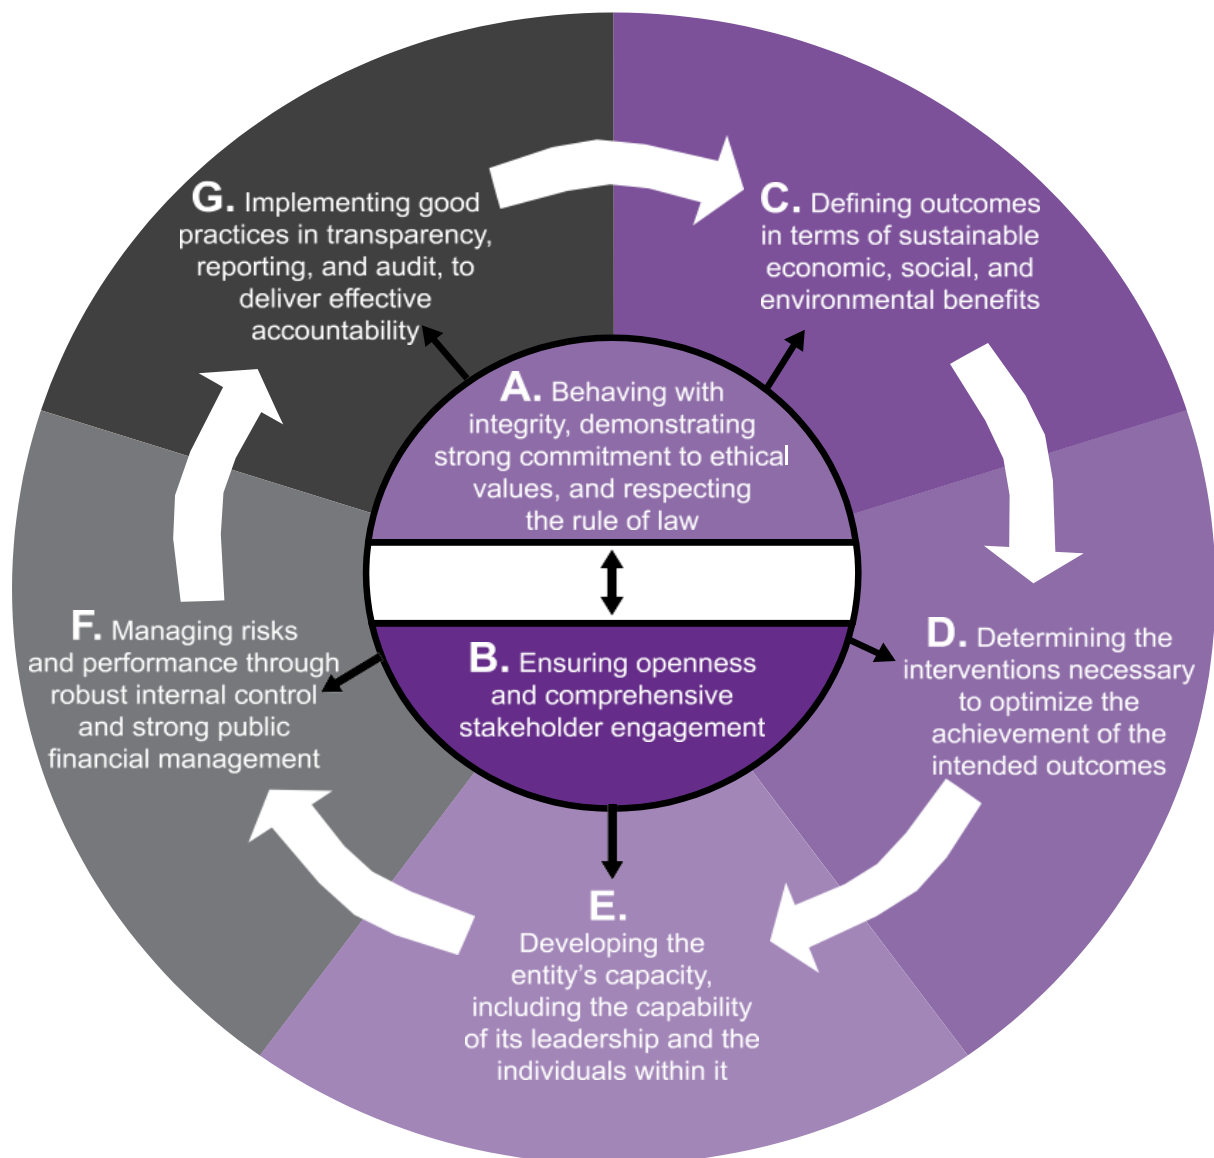 G. Implementing good
practices in transparency,
reporting, and audit, to
deliver effective
accountability
C. Defining outcomes
in terms of sustainable
economic, social, and
environmental benefits
A. Behaving with
integrity, demonstrating
strong commitment to ethical
values, and respecting
the rule of law
B. Ensuring openness
and comprehensive
stakeholder engagement
F. Managing risks
and performance through
robust internal control
and strong public
financial management
D. Determining the
interventions necessary
to optimize the
achievement of the
intended outcomes
E.
Developing the
entity’s capacity,
including the capability
of its leadership and the
individuals within it